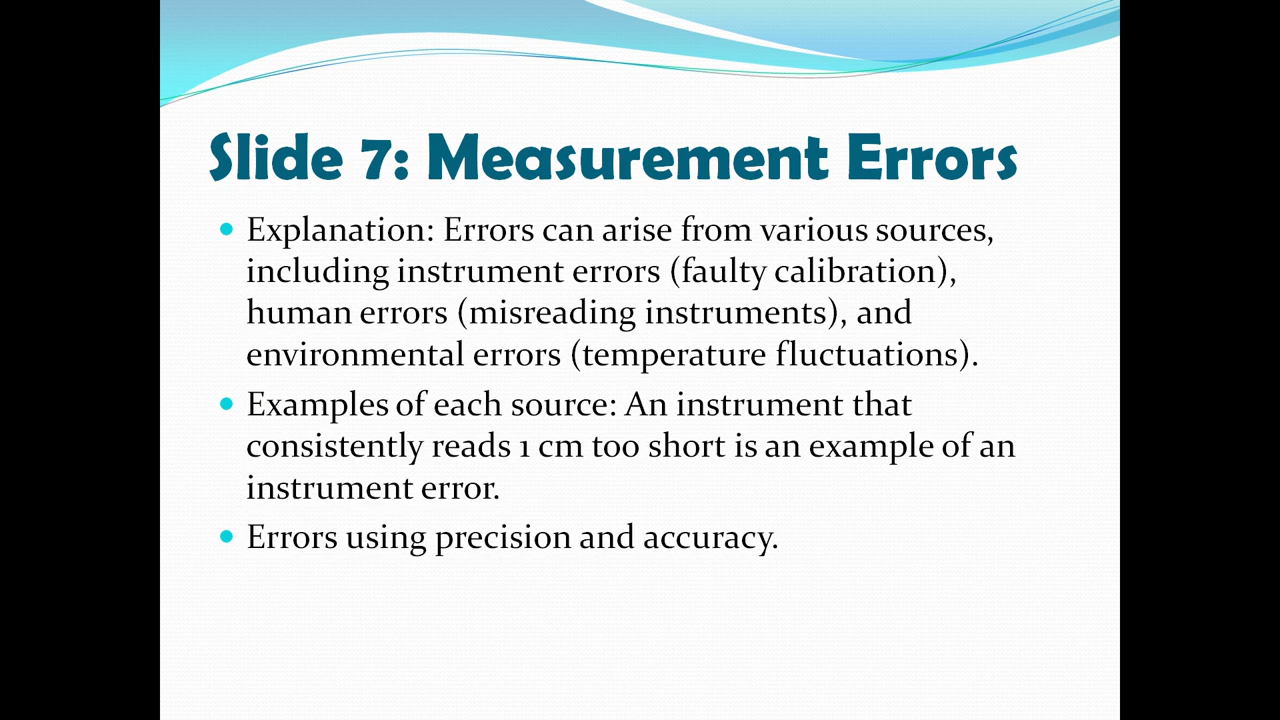 Slide 7: Measurement Errors
Explanation: Errors can arise from various sources,
including instrument errors (faulty calibration),
human errors (misreading instruments), and
environmental errors (temperature fluctuations).
Examples of each source: An instrument that
consistently reads 1 cm too short is an example of an
instrument error.
Errors using precision and accuracy.